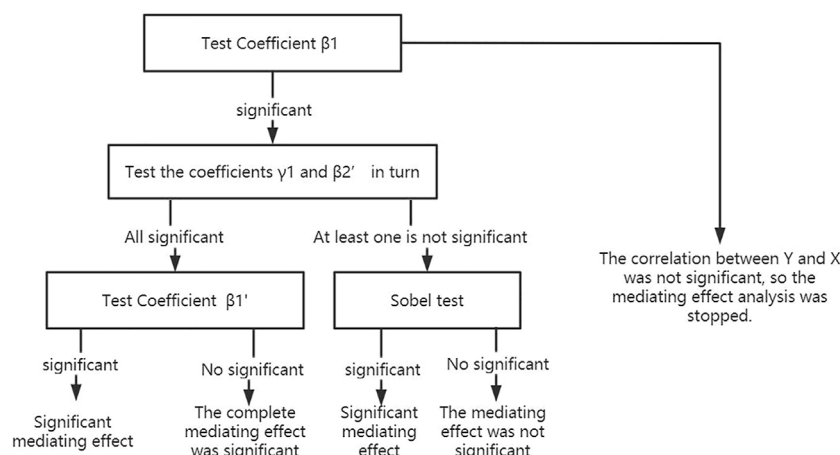 Test Coefficient β1
significant
Test the coefficients γ1 and β2′ in turn
All significant
At least one is not significant
The correlation between Y and X
was not significant, so the
mediating effect analysis was
stopped.
Test Coefficient β1'
Sobel test
significant
No significant
significant
No significant
Significant
mediating effect
The complete
mediating effect
was significant
Significant
mediating
effect
The mediating
effect was not
significant